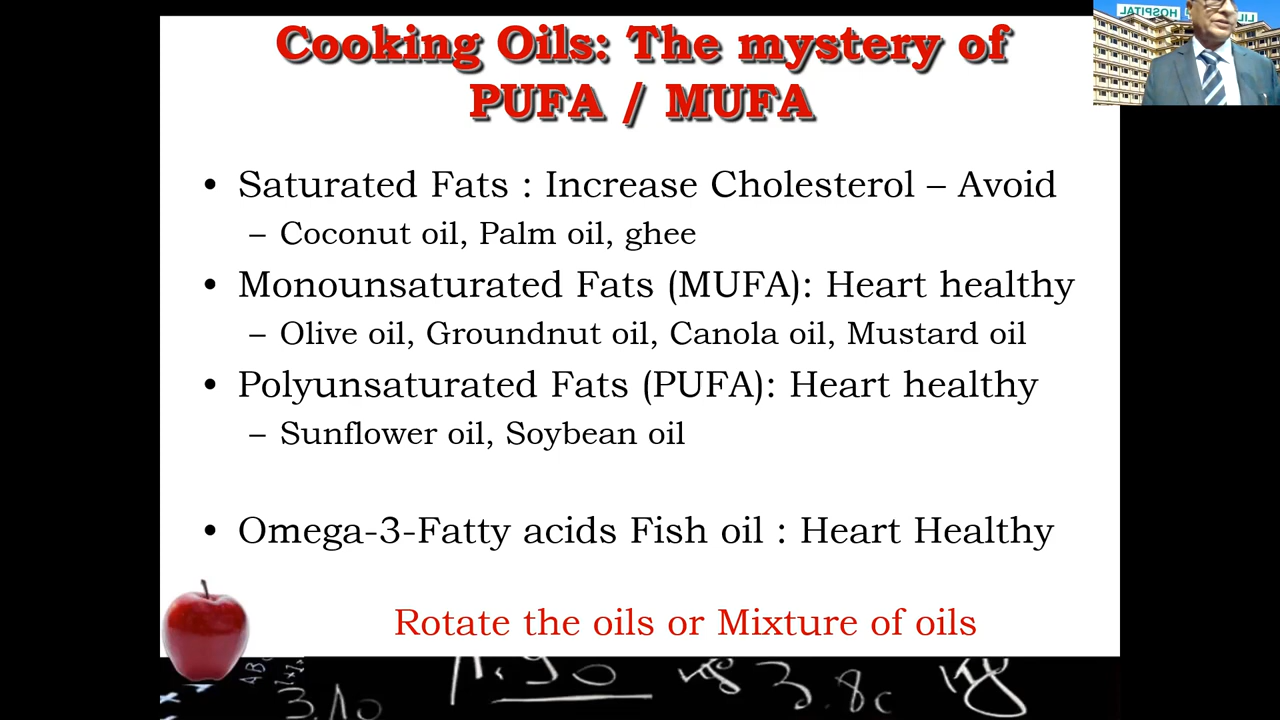 Cooking Oils: The mystery of
PUFA / MUFA
HOSPITAL
• Saturated Fats : Increase Cholesterol – Avoid
– Coconut oil, Palm oil, ghee
• Monounsaturated Fats (MUFA): Heart healthy
– Olive oil, Groundnut oil, Canola oil, Mustard oil
• Polyunsaturated Fats (PUFA): Heart healthy
– Sunflower oil, Soybean oil
• Omega-3-Fatty acids Fish oil : Heart Healthy
Rotate the oils or Mixture of oils